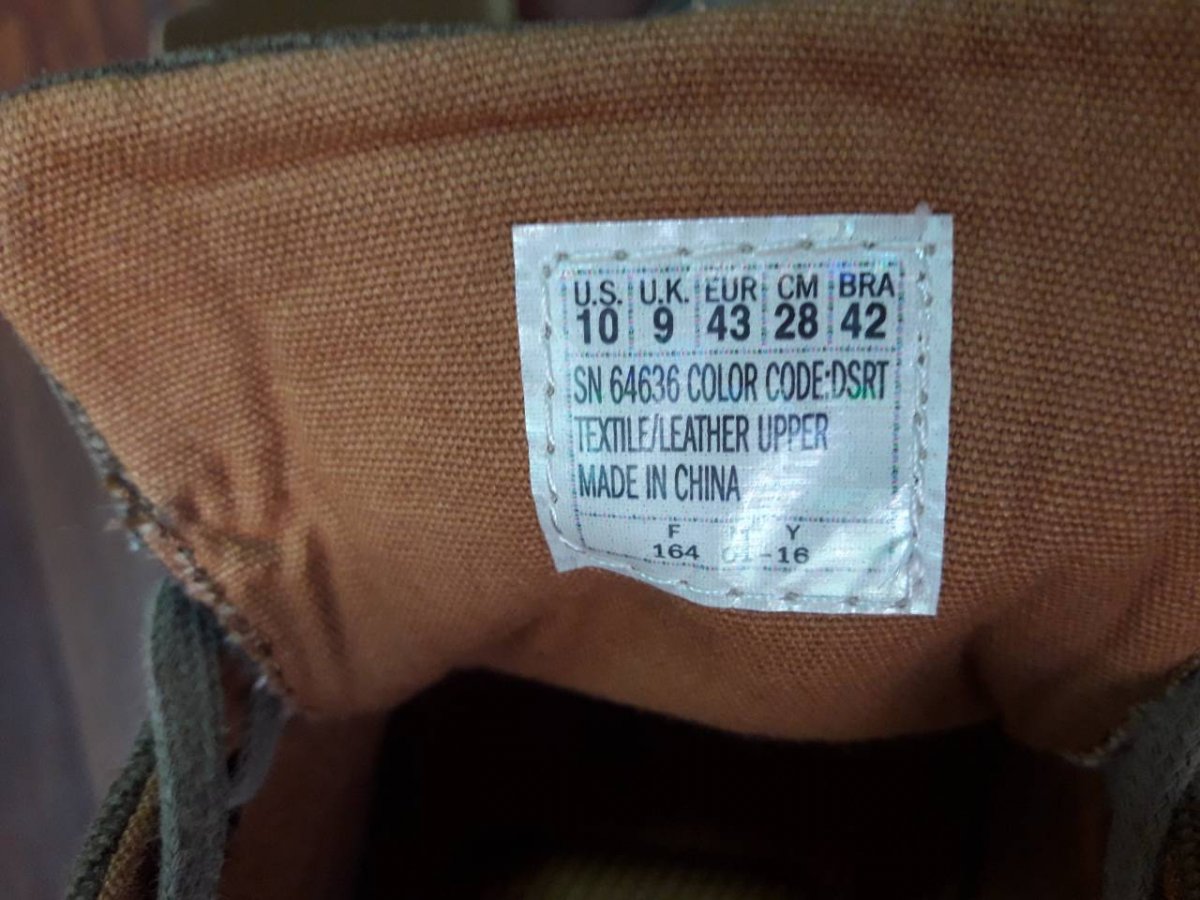 U.S. U.K. EUR CM BRA
10 9 43 28 42
SN 64636 COLOR CODE:DSRT
TEXTILE/LEATHER UPPER
MADE IN CHINA
F Y
164 -16